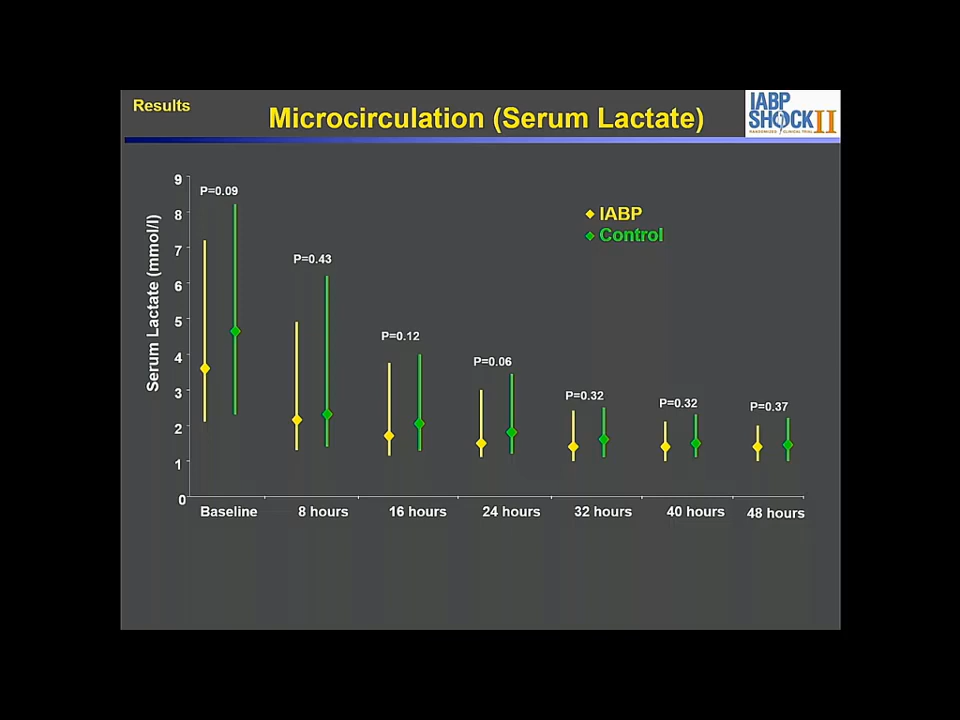 Results
Microcirculation (Serum Lactate)
IABP
SHOCK II
RANDOMIZED CLINICAL TRIAL
Serum Lactate (mmol/l)
9
8
7
6
5
4
3
2
1
0
P=0.09
P=0.43
P=0.12
P=0.06
P=0.32
P=0.32
P=0.37
IABP
Control
Baseline
8 hours
16 hours
24 hours
32 hours
40 hours
48 hours